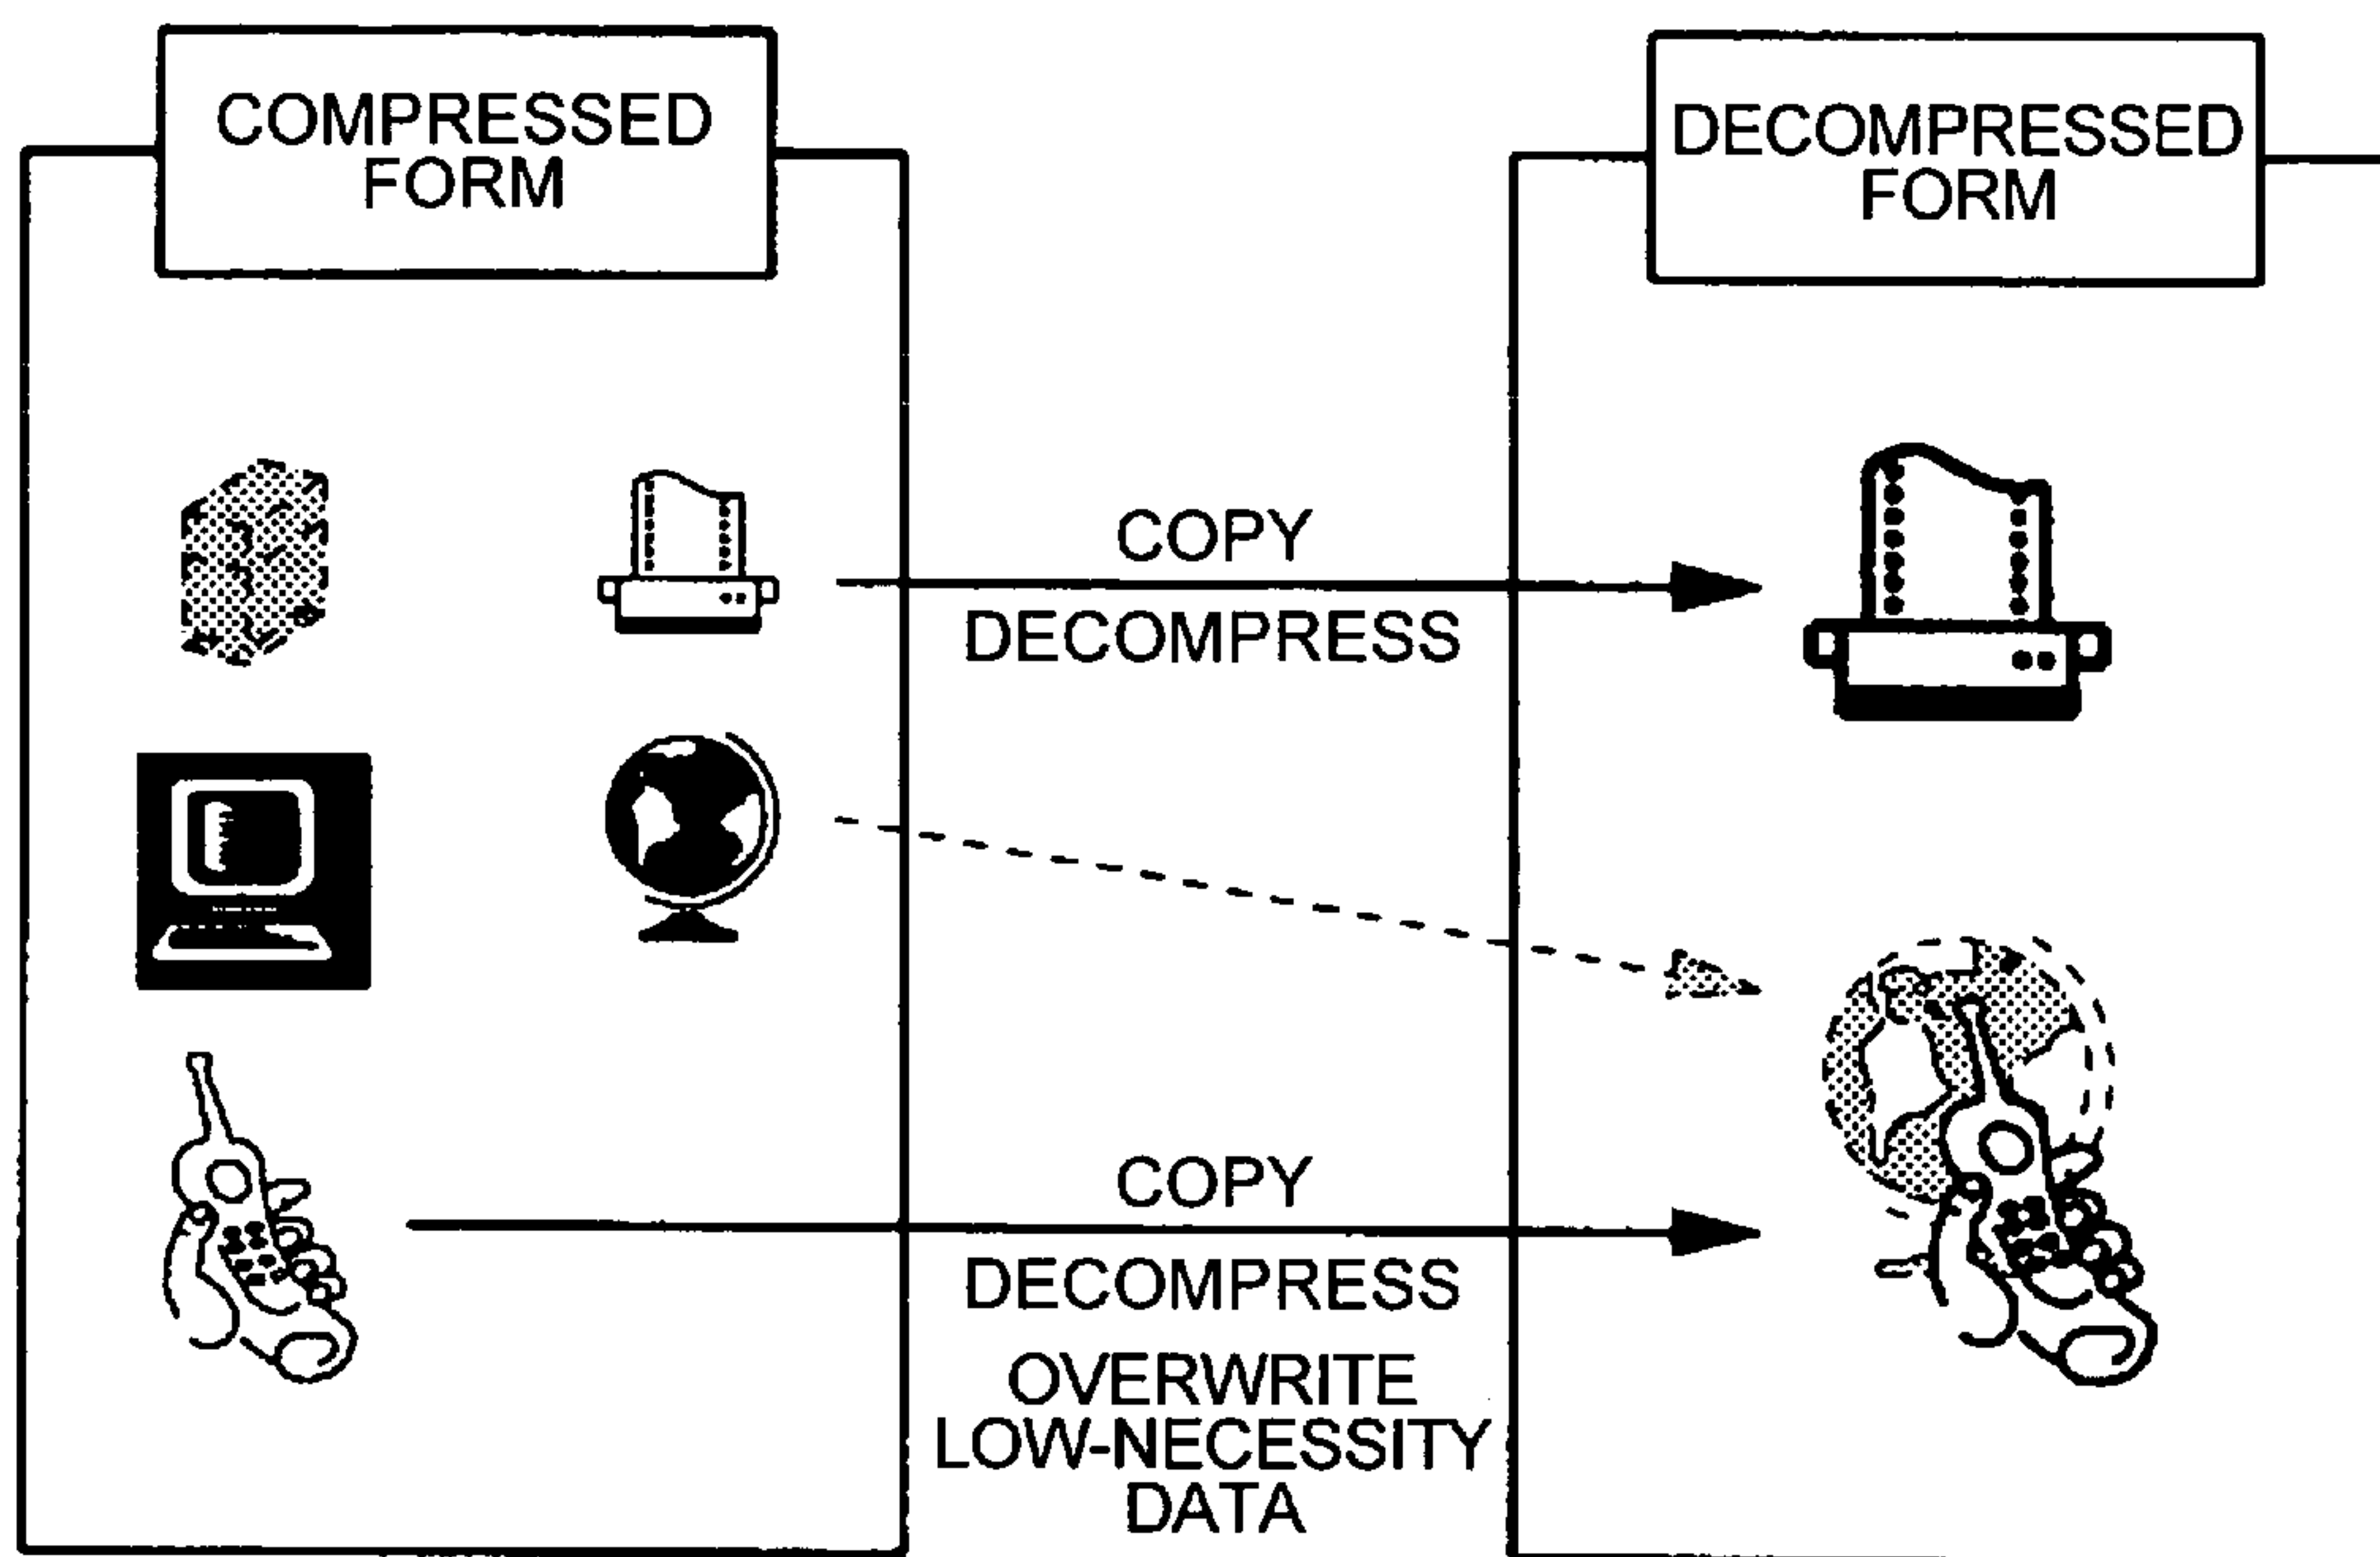 COMPRESSED
FORM
DECOMPRESSED
FORM
COPY
DECOMPRESS
COPY
DECOMPRESS
OVERWRITE
LOW-NECESSITY
DATA